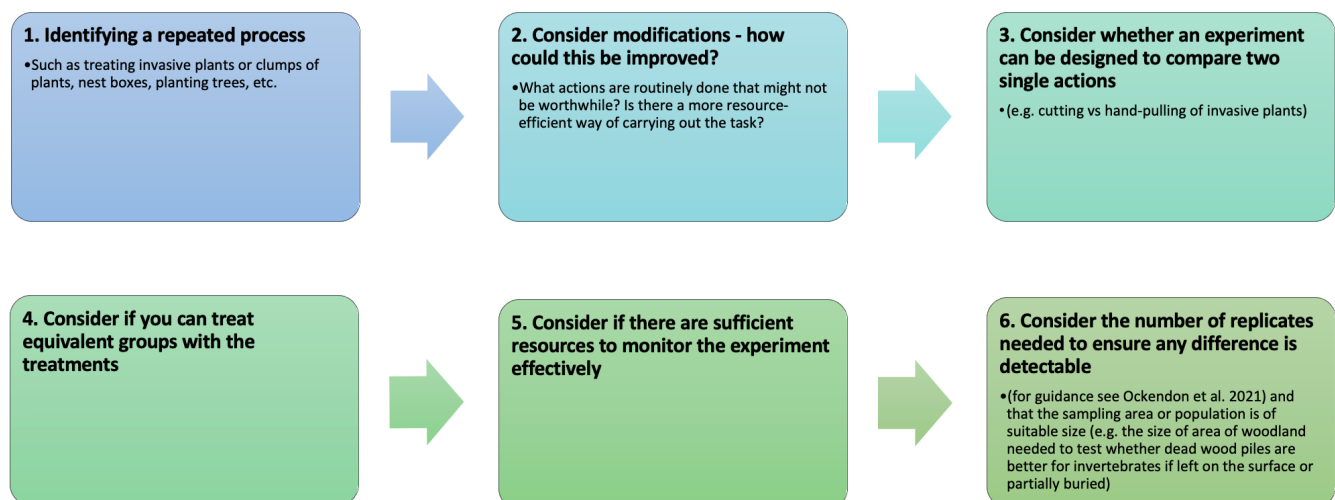 1. Identifying a repeated process
•Such as treating invasive plants or clumps of
plants, nest boxes, planting trees, etc.
2. Consider modifications - how
could this be improved?
•What actions are routinely done that might not
be worthwhile? Is there a more resource-
efficient way of carrying out the task?
3. Consider whether an experiment
can be designed to compare two
single actions
•(e.g. cutting vs hand-pulling of invasive plants)
4. Consider if you can treat
equivalent groups with the
treatments
5. Consider if there are sufficient
resources to monitor the experiment
effectively
6. Consider the number of replicates
needed to ensure any difference is
detectable
•(for guidance see Ockendon et al. 2021) and
that the sampling area or population is of
suitable size (e.g. the size of area of woodland
needed to test whether dead wood piles are
better for invertebrates if left on the surface or
partially buried)